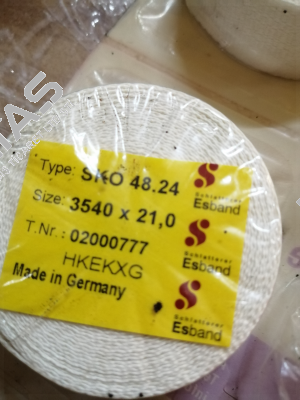 Type: SKO 48.24
Size: 3540 x 21,0
T.Nr.: 02000777
HKEKXG
Made in Germany
Schlatterer
Esband
Schlatterer
Esband
Schlatterer
Esband